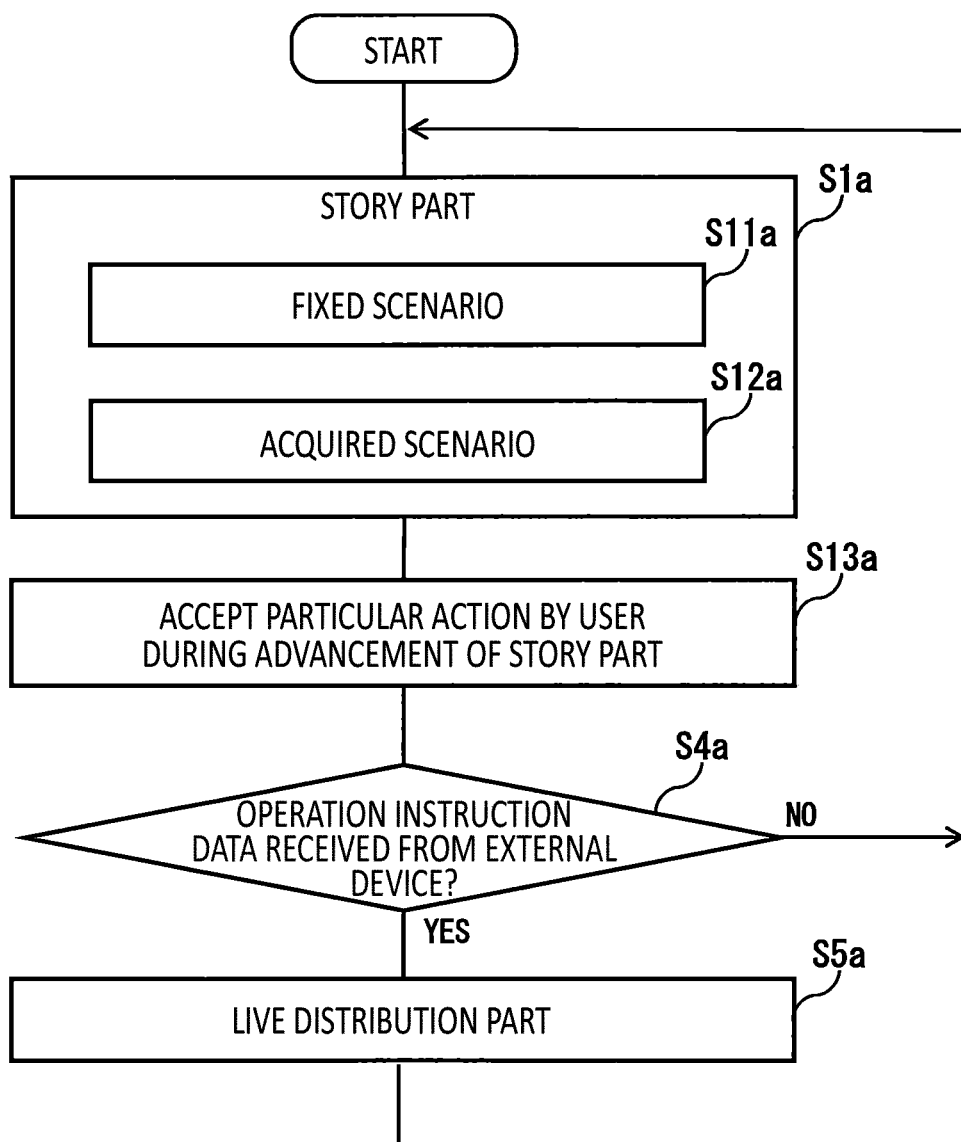 START
S1a
STORY PART
S11a
FIXED SCENARIO
S12a
ACQUIRED SCENARIO
S13a
ACCEPT PARTICULAR ACTION BY USER
DURING ADVANCEMENT OF STORY PART
S4a
OPERATION INSTRUCTION
DATA RECEIVED FROM EXTERNAL
DEVICE?
NO
YES
S5a
LIVE DISTRIBUTION PART